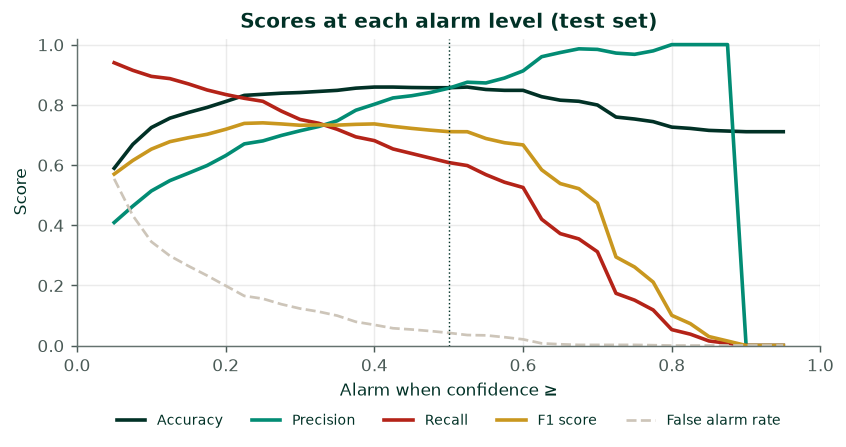 Scores at each alarm level (test set)
Score
1.0
0.8
0.6
0.4
0.2
0.0
0.0 0.2 0.4 0.6 0.8 1.0
Alarm when confidence ≥
Accuracy Precision Recall F1 score False alarm rate